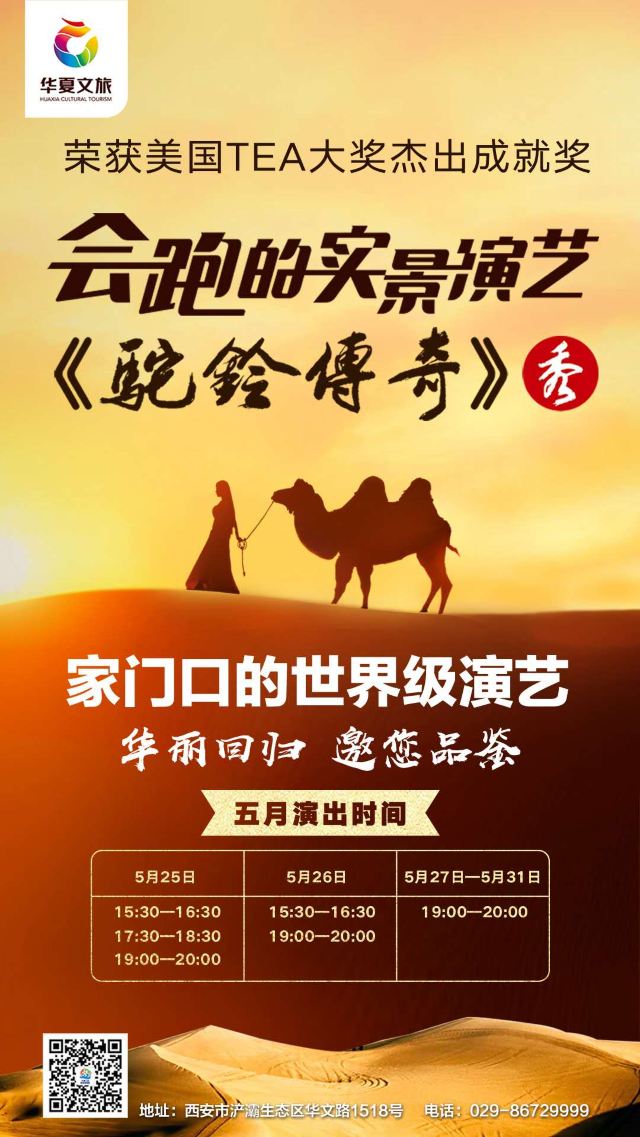 华夏文旅
HUAXIA CULTURAL TOURISM
荣获美国TEA大奖杰出成就奖
会跑的实景演艺
《駝鈴傳奇》秀
家门口的世界级演艺
华丽回归 邀您品鉴
五月演出时间
5月25日 5月26日 5月27日—5月31日
15:30—16:30 15:30—16:30 19:00—20:00
17:30—18:30 19:00—20:00
19:00—20:00
地址：西安市浐灞生态区华文路1518号 电话：029-86729999